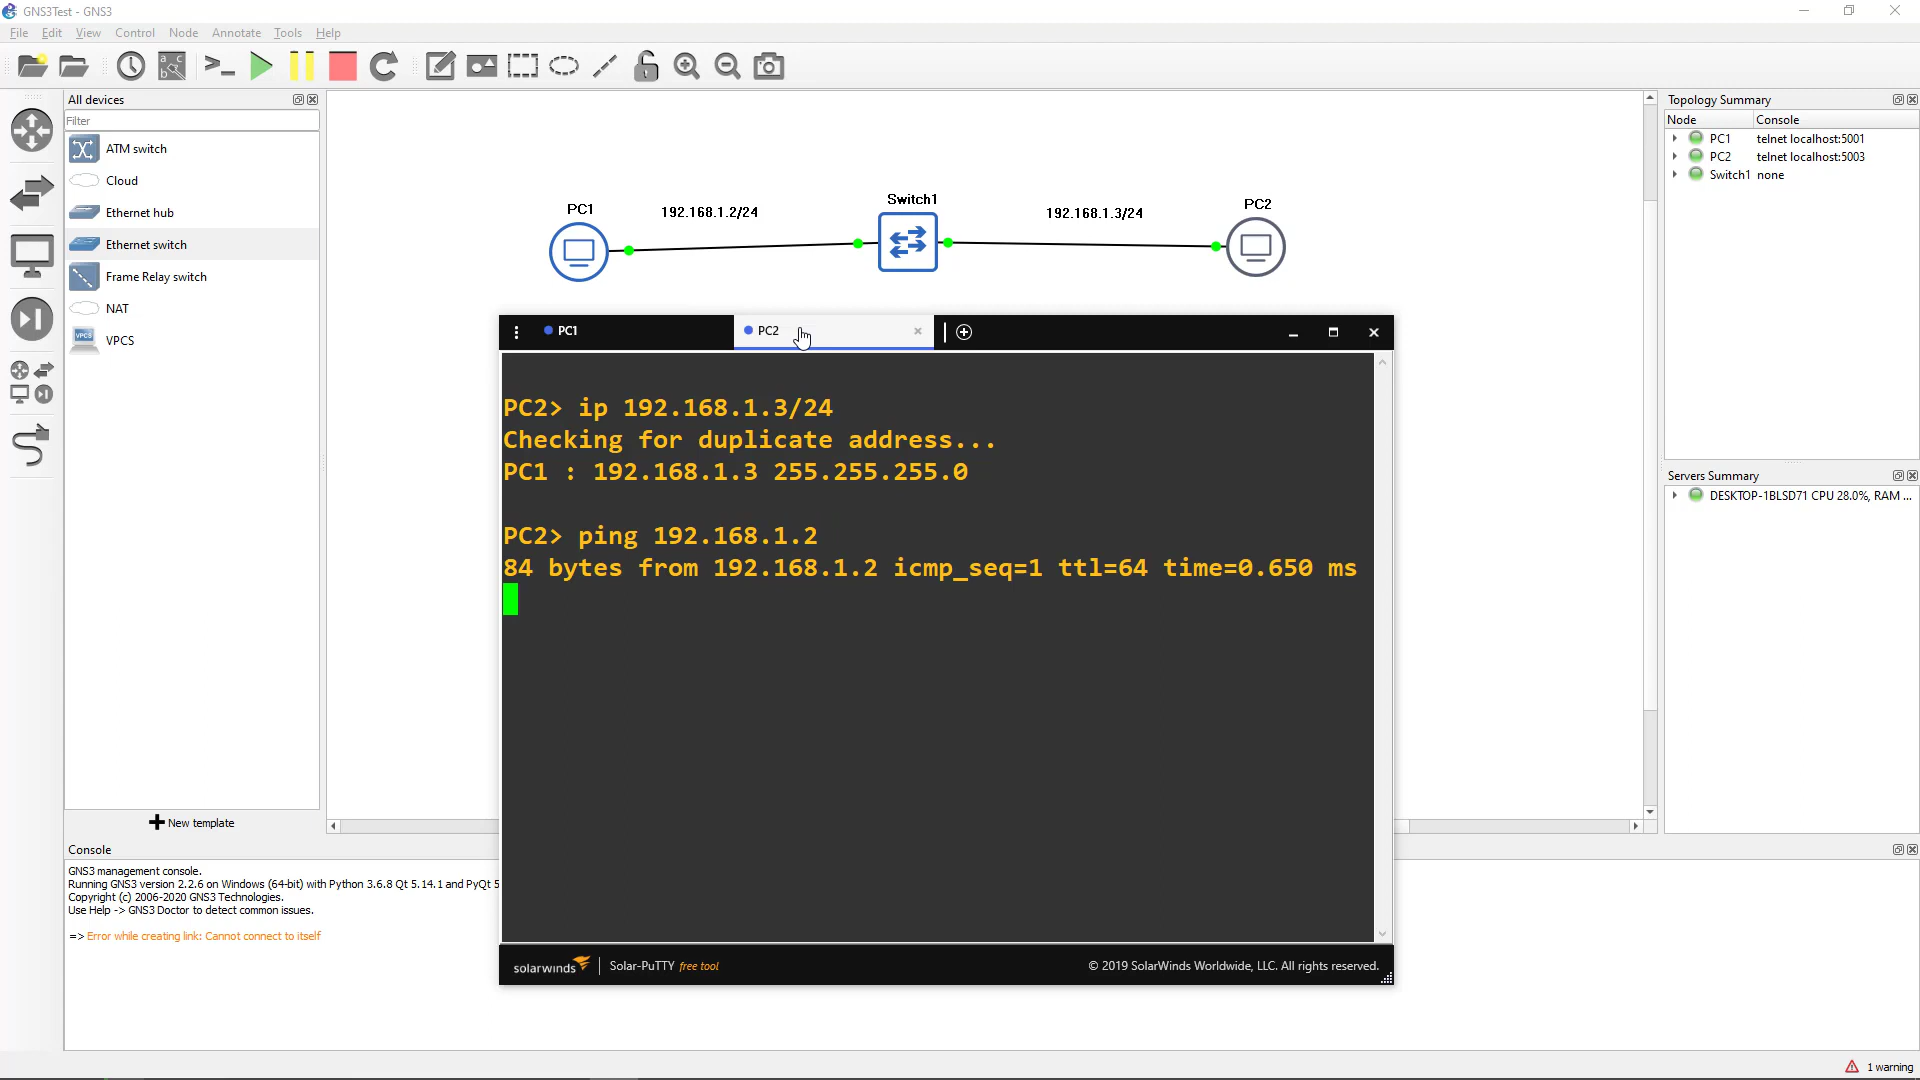 GNS3Test - GNS3
File Edit View Control Node Annotate Tools Help
All devices
Filter
ATM switch
Cloud
Ethernet hub
Ethernet switch
Frame Relay switch
NAT
VPCS
New template
PC1
192.168.1.2/24
Switch1
192.168.1.3/24
PC2
Topology Summary
Node Console
PC1 telnet localhost:5001
PC2 telnet localhost:5003
Switch1 none
Servers Summary
DESKTOP-1BLSD71 CPU 28.0%, RAM ...
PC1
PC2
PC2> ip 192.168.1.3/24
Checking for duplicate address...
PC1 : 192.168.1.3 255.255.255.0
PC2> ping 192.168.1.2
84 bytes from 192.168.1.2 icmp_seq=1 ttl=64 time=0.650 ms
solarwinds Solar-PuTTY free tool
© 2019 SolarWinds Worldwide, LLC. All rights reserved.
Console
GNS3 management console.
Running GNS3 version 2.2.6 on Windows (64-bit) with Python 3.6.8 Qt 5.14.1 and PyQt 5
Copyright (c) 2006-2020 GNS3 Technologies.
Use Help -> GNS3 Doctor to detect common issues.
=> Error while creating link: Cannot connect to itself
1 warning